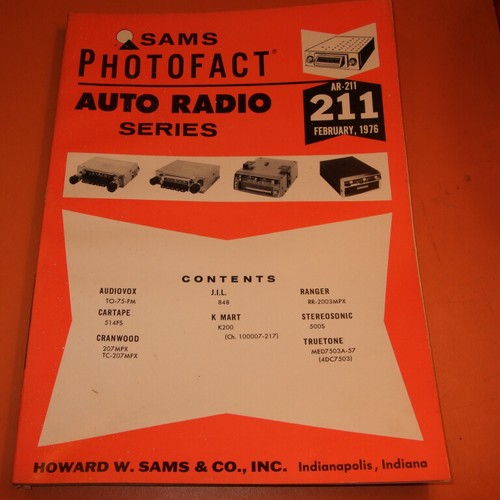 SAMS
PHOTOFACT®
AUTO RADIO
SERIES
AR-211
211
FEBRUARY, 1976
CONTENTS
AUDIOVOX
TO-75-FM
CARTAPE
514FS
CRANWOOD
207MPX
TC-207MPX
J.I.L.
848
K MART
K200
(Ch. 100007-217)
RANGER
RR-2003MPX
STEREOSONIC
500S
TRUETONE
MED7503A-57
(4DC7503)
HOWARD W. SAMS & CO., INC. Indianapolis, Indiana